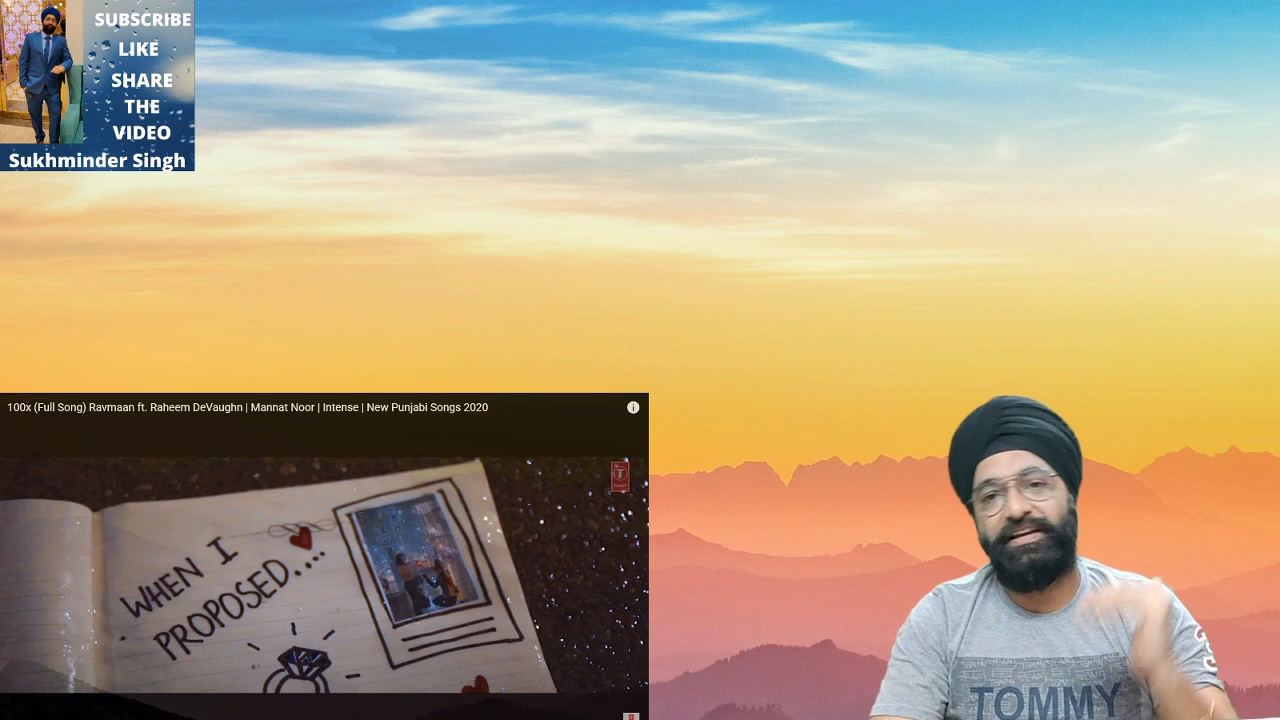 SUBSCRIBE
LIKE
SHARE
THE
VIDEO
Sukhminder Singh
100x (Full Song) Ravmaan ft. Raheem DeVaughn | Mannat Noor | Intense | New Punjabi Songs 2020
WHEN I
PROPOSED....
TOMMY